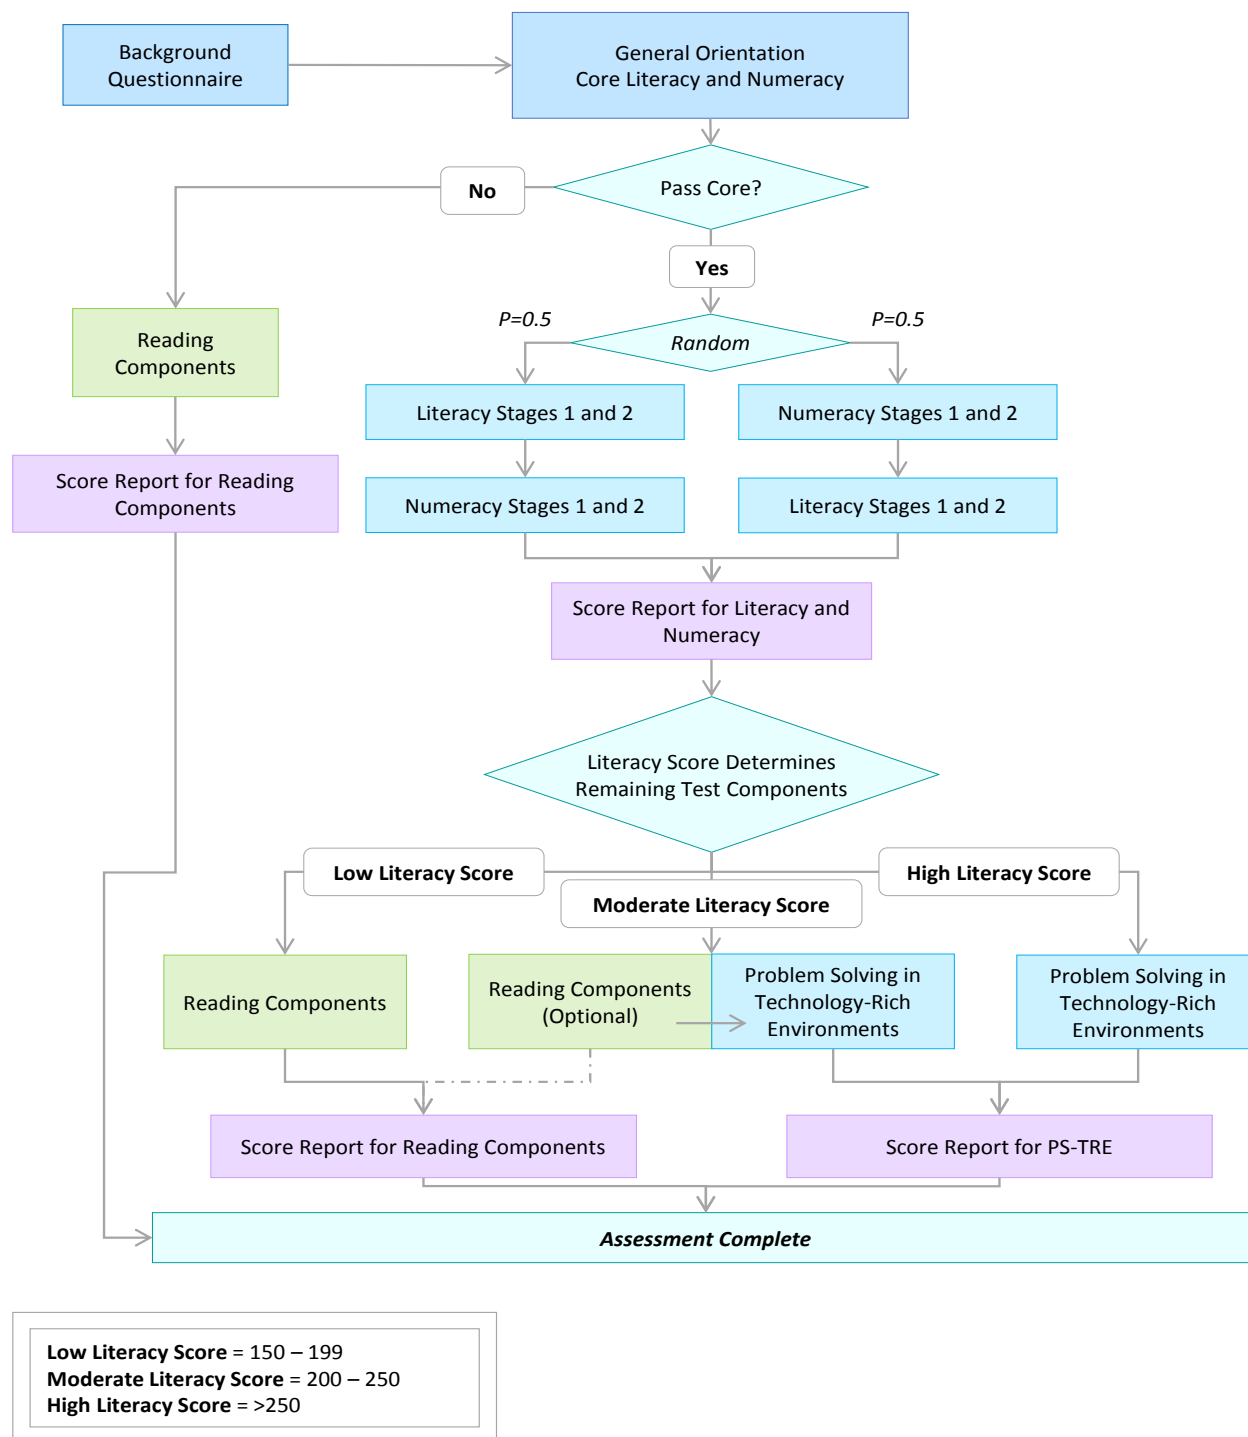 Background
Questionnaire
General Orientation
Core Literacy and Numeracy
Pass Core?
No
Yes
P=0.5
P=0.5
Random
Reading
Components
Literacy Stages 1 and 2
Numeracy Stages 1 and 2
Score Report for Reading
Components
Numeracy Stages 1 and 2
Literacy Stages 1 and 2
Score Report for Literacy and
Numeracy
Literacy Score Determines
Remaining Test Components
Low Literacy Score
Moderate Literacy Score
High Literacy Score
Reading Components
Reading Components
(Optional)
Problem Solving in
Technology-Rich
Environments
Problem Solving in
Technology-Rich
Environments
Score Report for Reading Components
Score Report for PS-TRE
Assessment Complete
Low Literacy Score = 150 – 199
Moderate Literacy Score = 200 – 250
High Literacy Score = >250